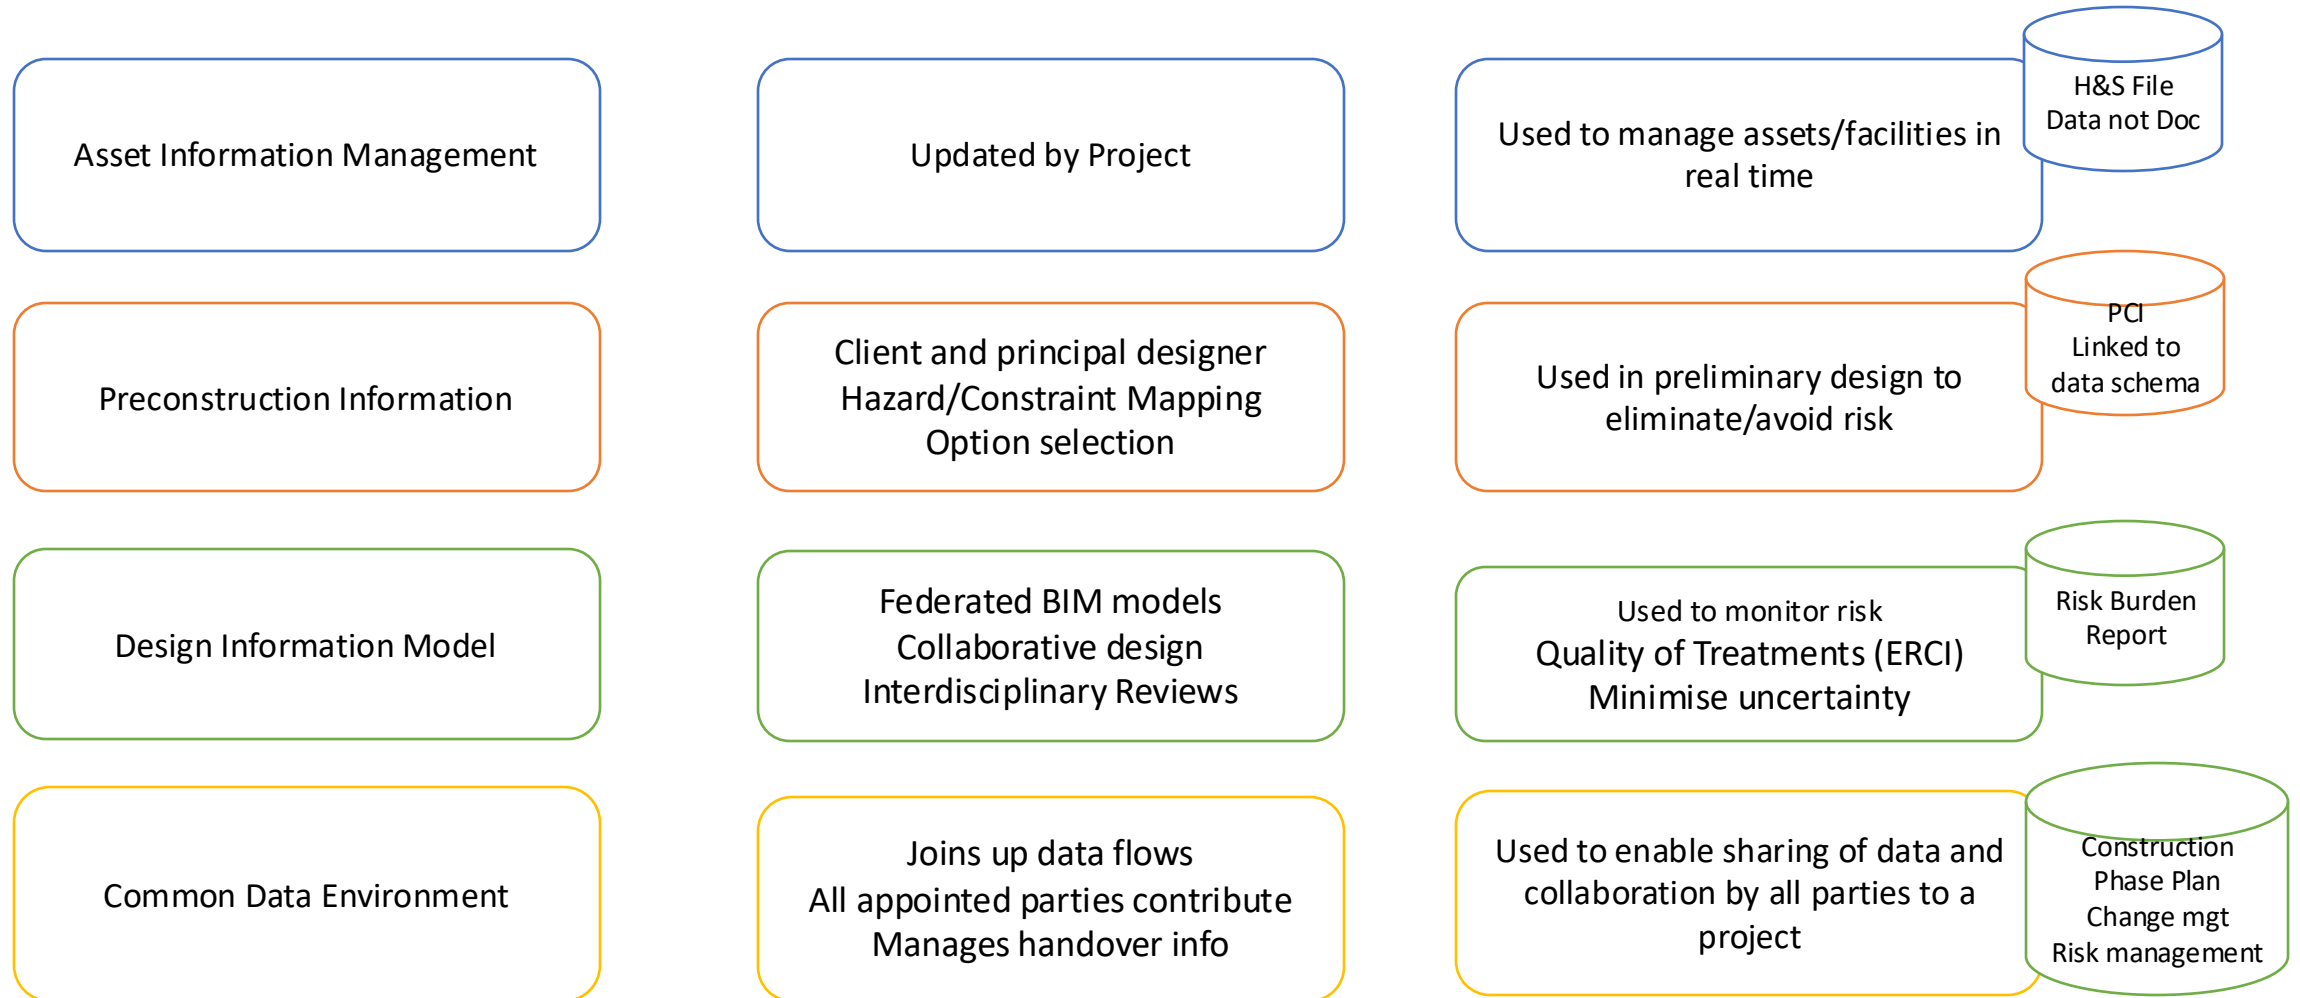 Asset Information Management
Updated by Project
Used to manage assets/facilities in
real time
H&S File
Data not Doc
Preconstruction Information
Client and principal designer
Hazard/Constraint Mapping
Option selection
Used in preliminary design to
eliminate/avoid risk
PCI
Linked to
data schema
Design Information Model
Federated BIM models
Collaborative design
Interdisciplinary Reviews
Used to monitor risk
Quality of Treatments (ERCI)
Minimise uncertainty
Risk Burden
Report
Common Data Environment
Joins up data flows
All appointed parties contribute
Manages handover info
Used to enable sharing of data and
collaboration by all parties to a
project
Construction
Phase Plan
Change mgt
Risk management